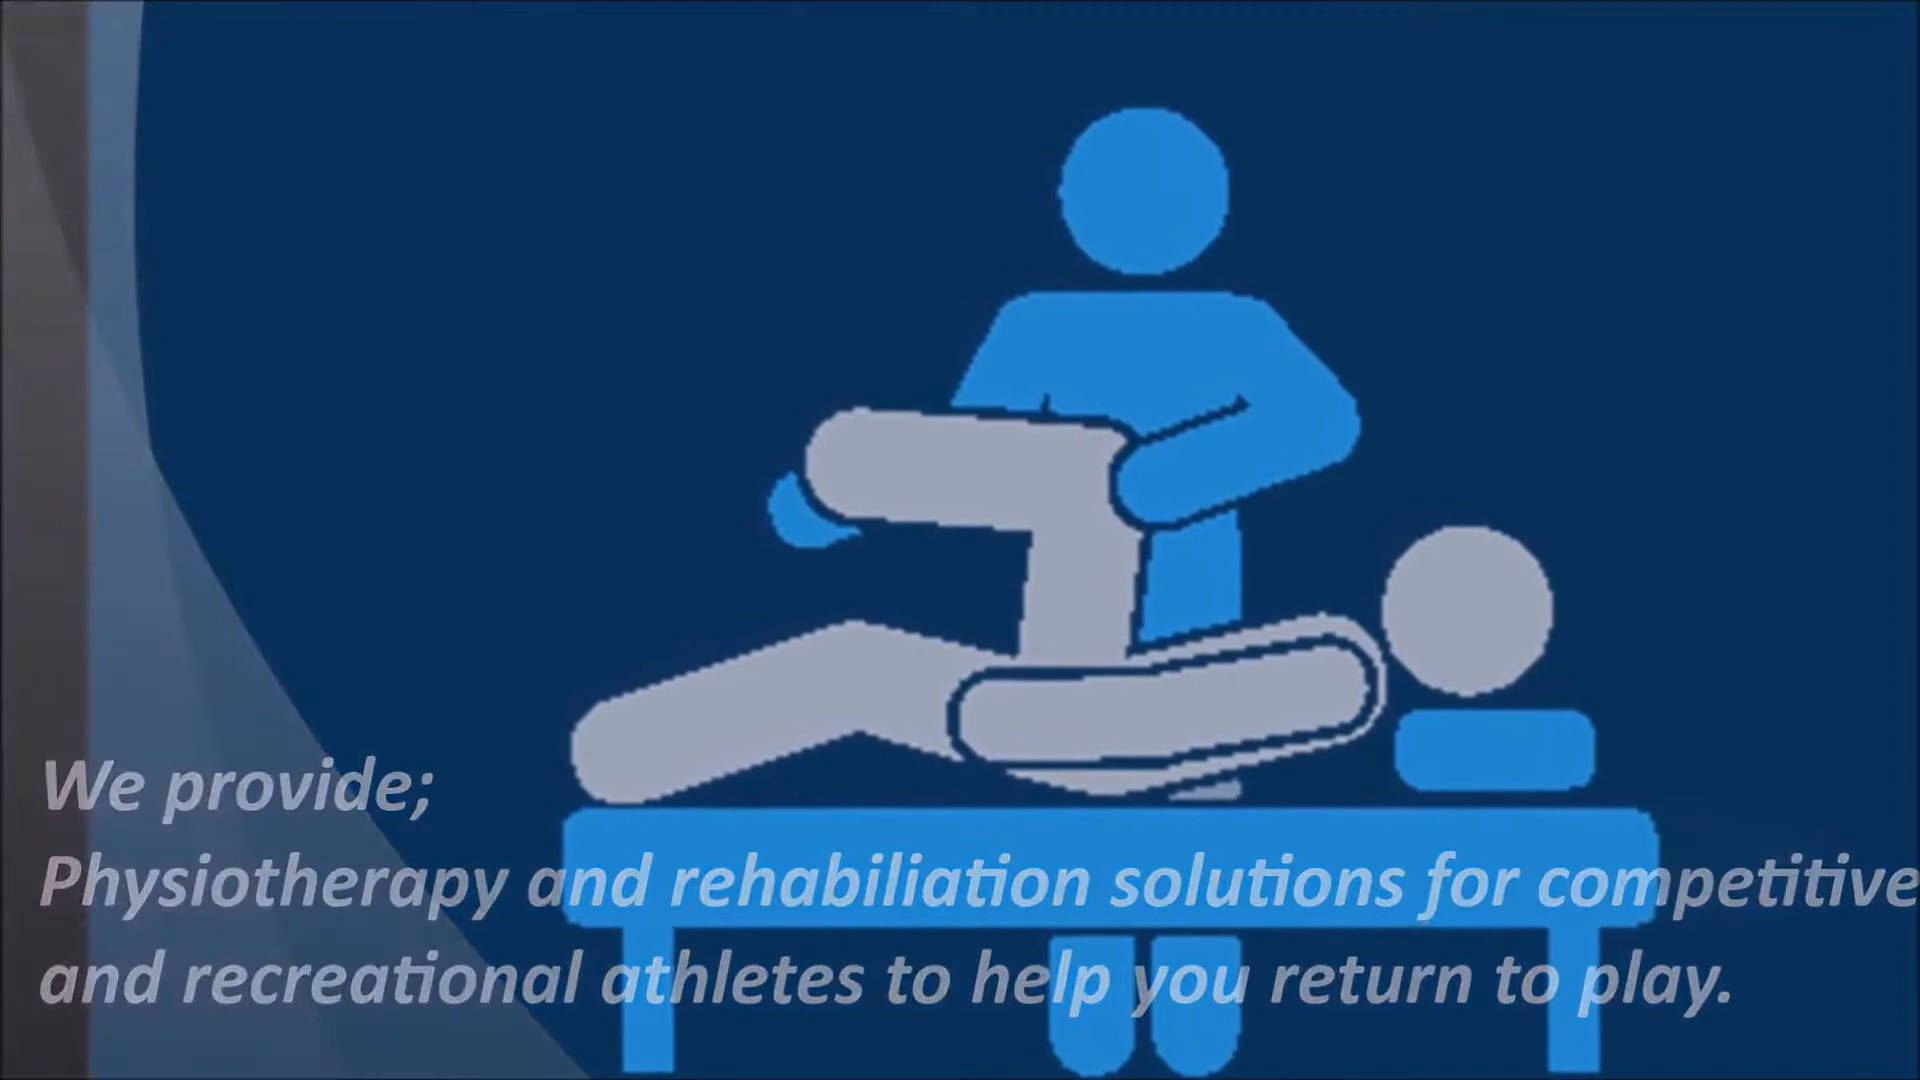 We provide;
Physiotherapy and rehabiliation solutions for competitive
and recreational athletes to help you return to play.